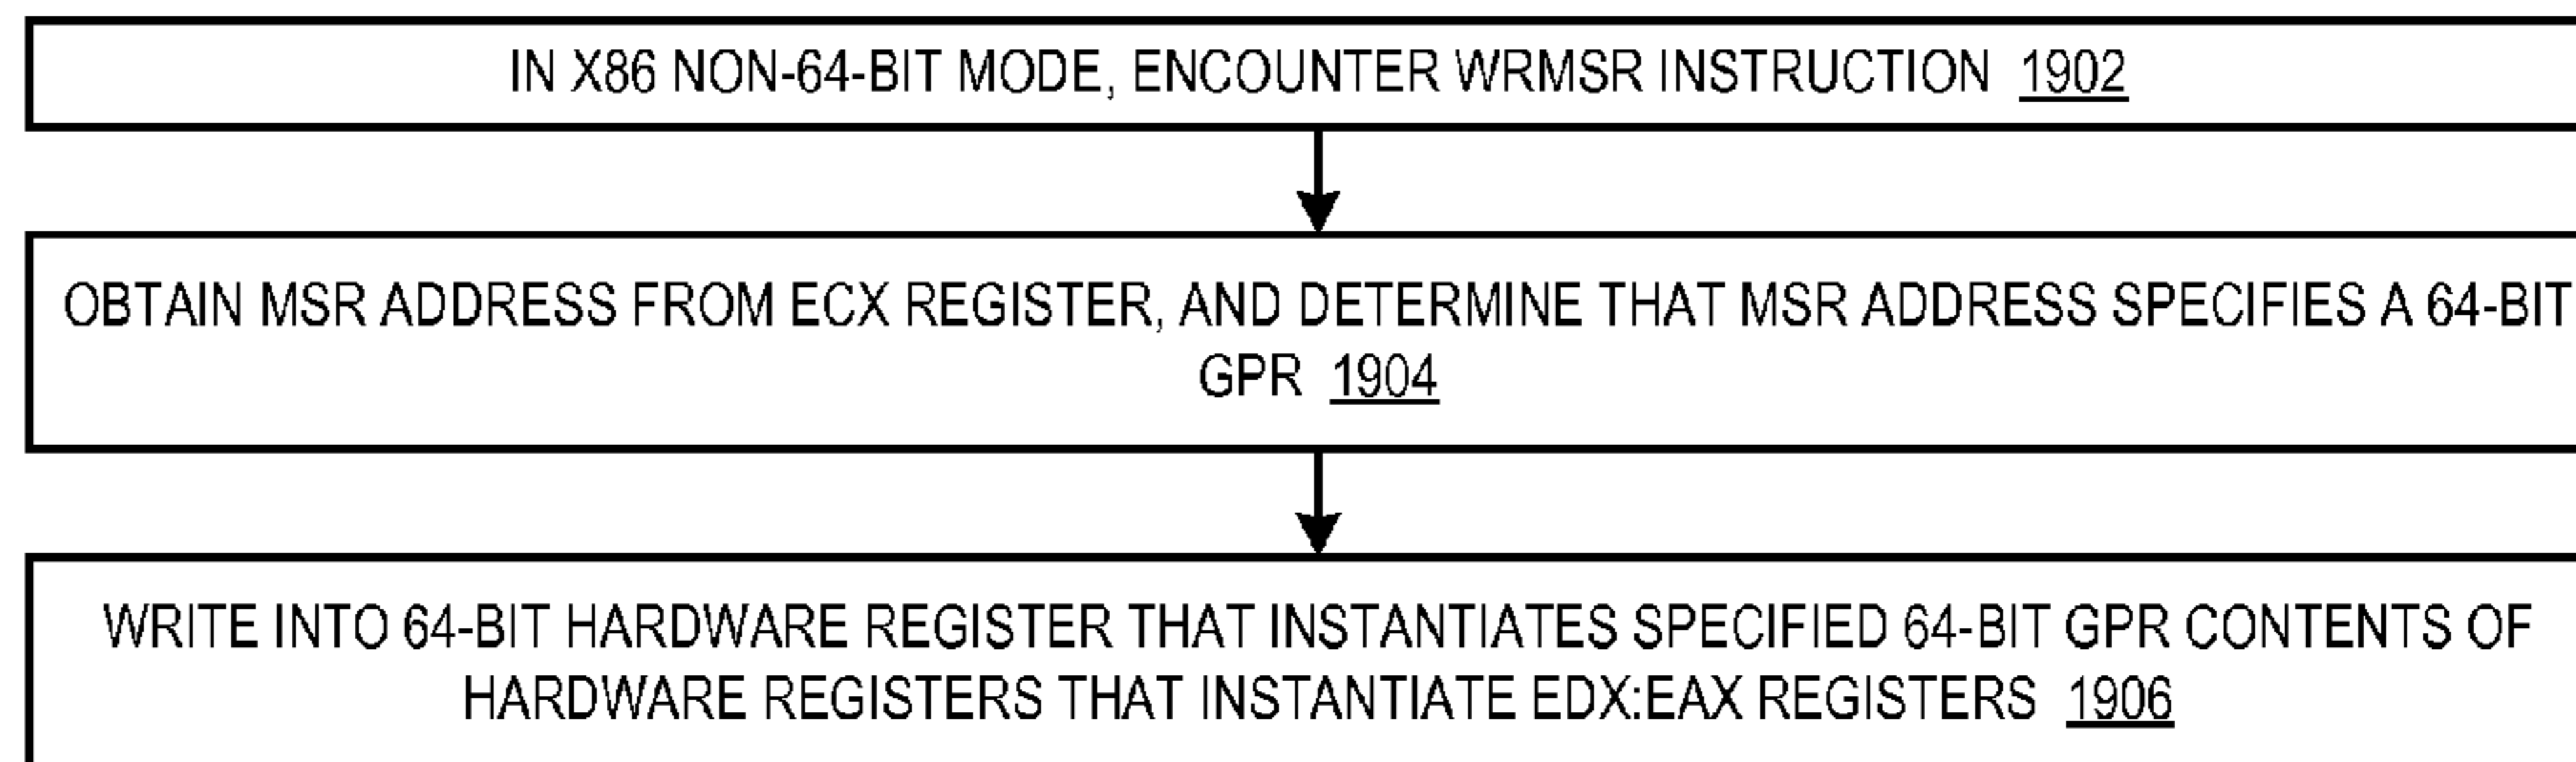 IN X86 NON-64-BIT MODE, ENCOUNTER WRMSR INSTRUCTION 1902
OBTAIN MSR ADDRESS FROM ECX REGISTER, AND DETERMINE THAT MSR ADDRESS SPECIFIES A 64-BIT
GPR 1904
WRITE INTO 64-BIT HARDWARE REGISTER THAT INSTANTIATES SPECIFIED 64-BIT GPR CONTENTS OF
HARDWARE REGISTERS THAT INSTANTIATE EDX:EAX REGISTERS 1906